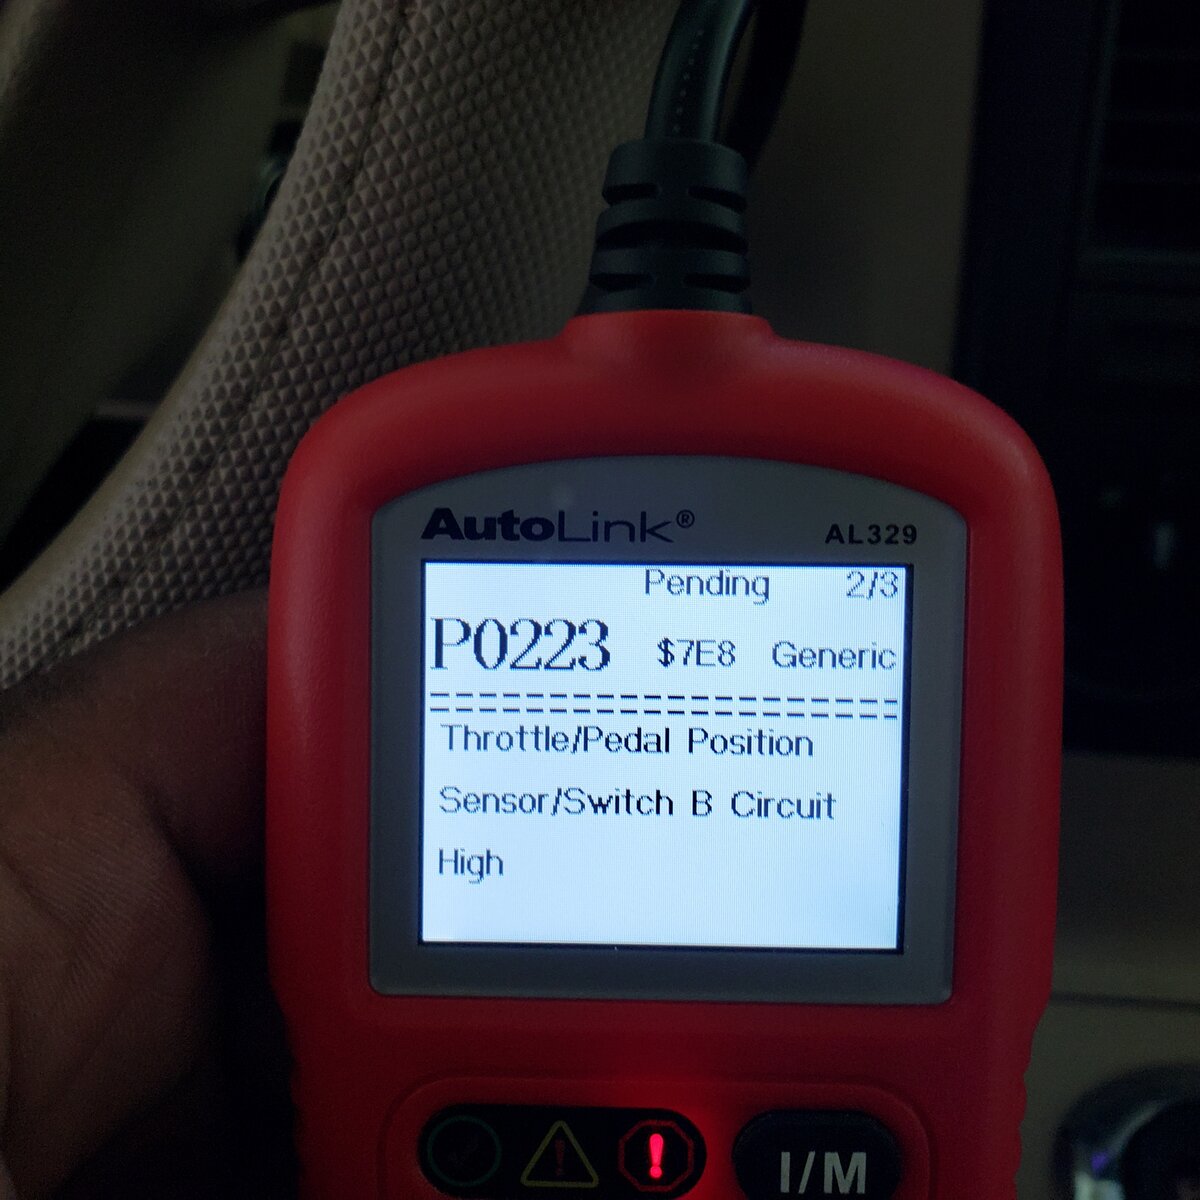 AutoLink® AL329
Pending 2/3
P0223 $7E8 Generic
Throttle/Pedal Position
Sensor/Switch B Circuit
High
I/M